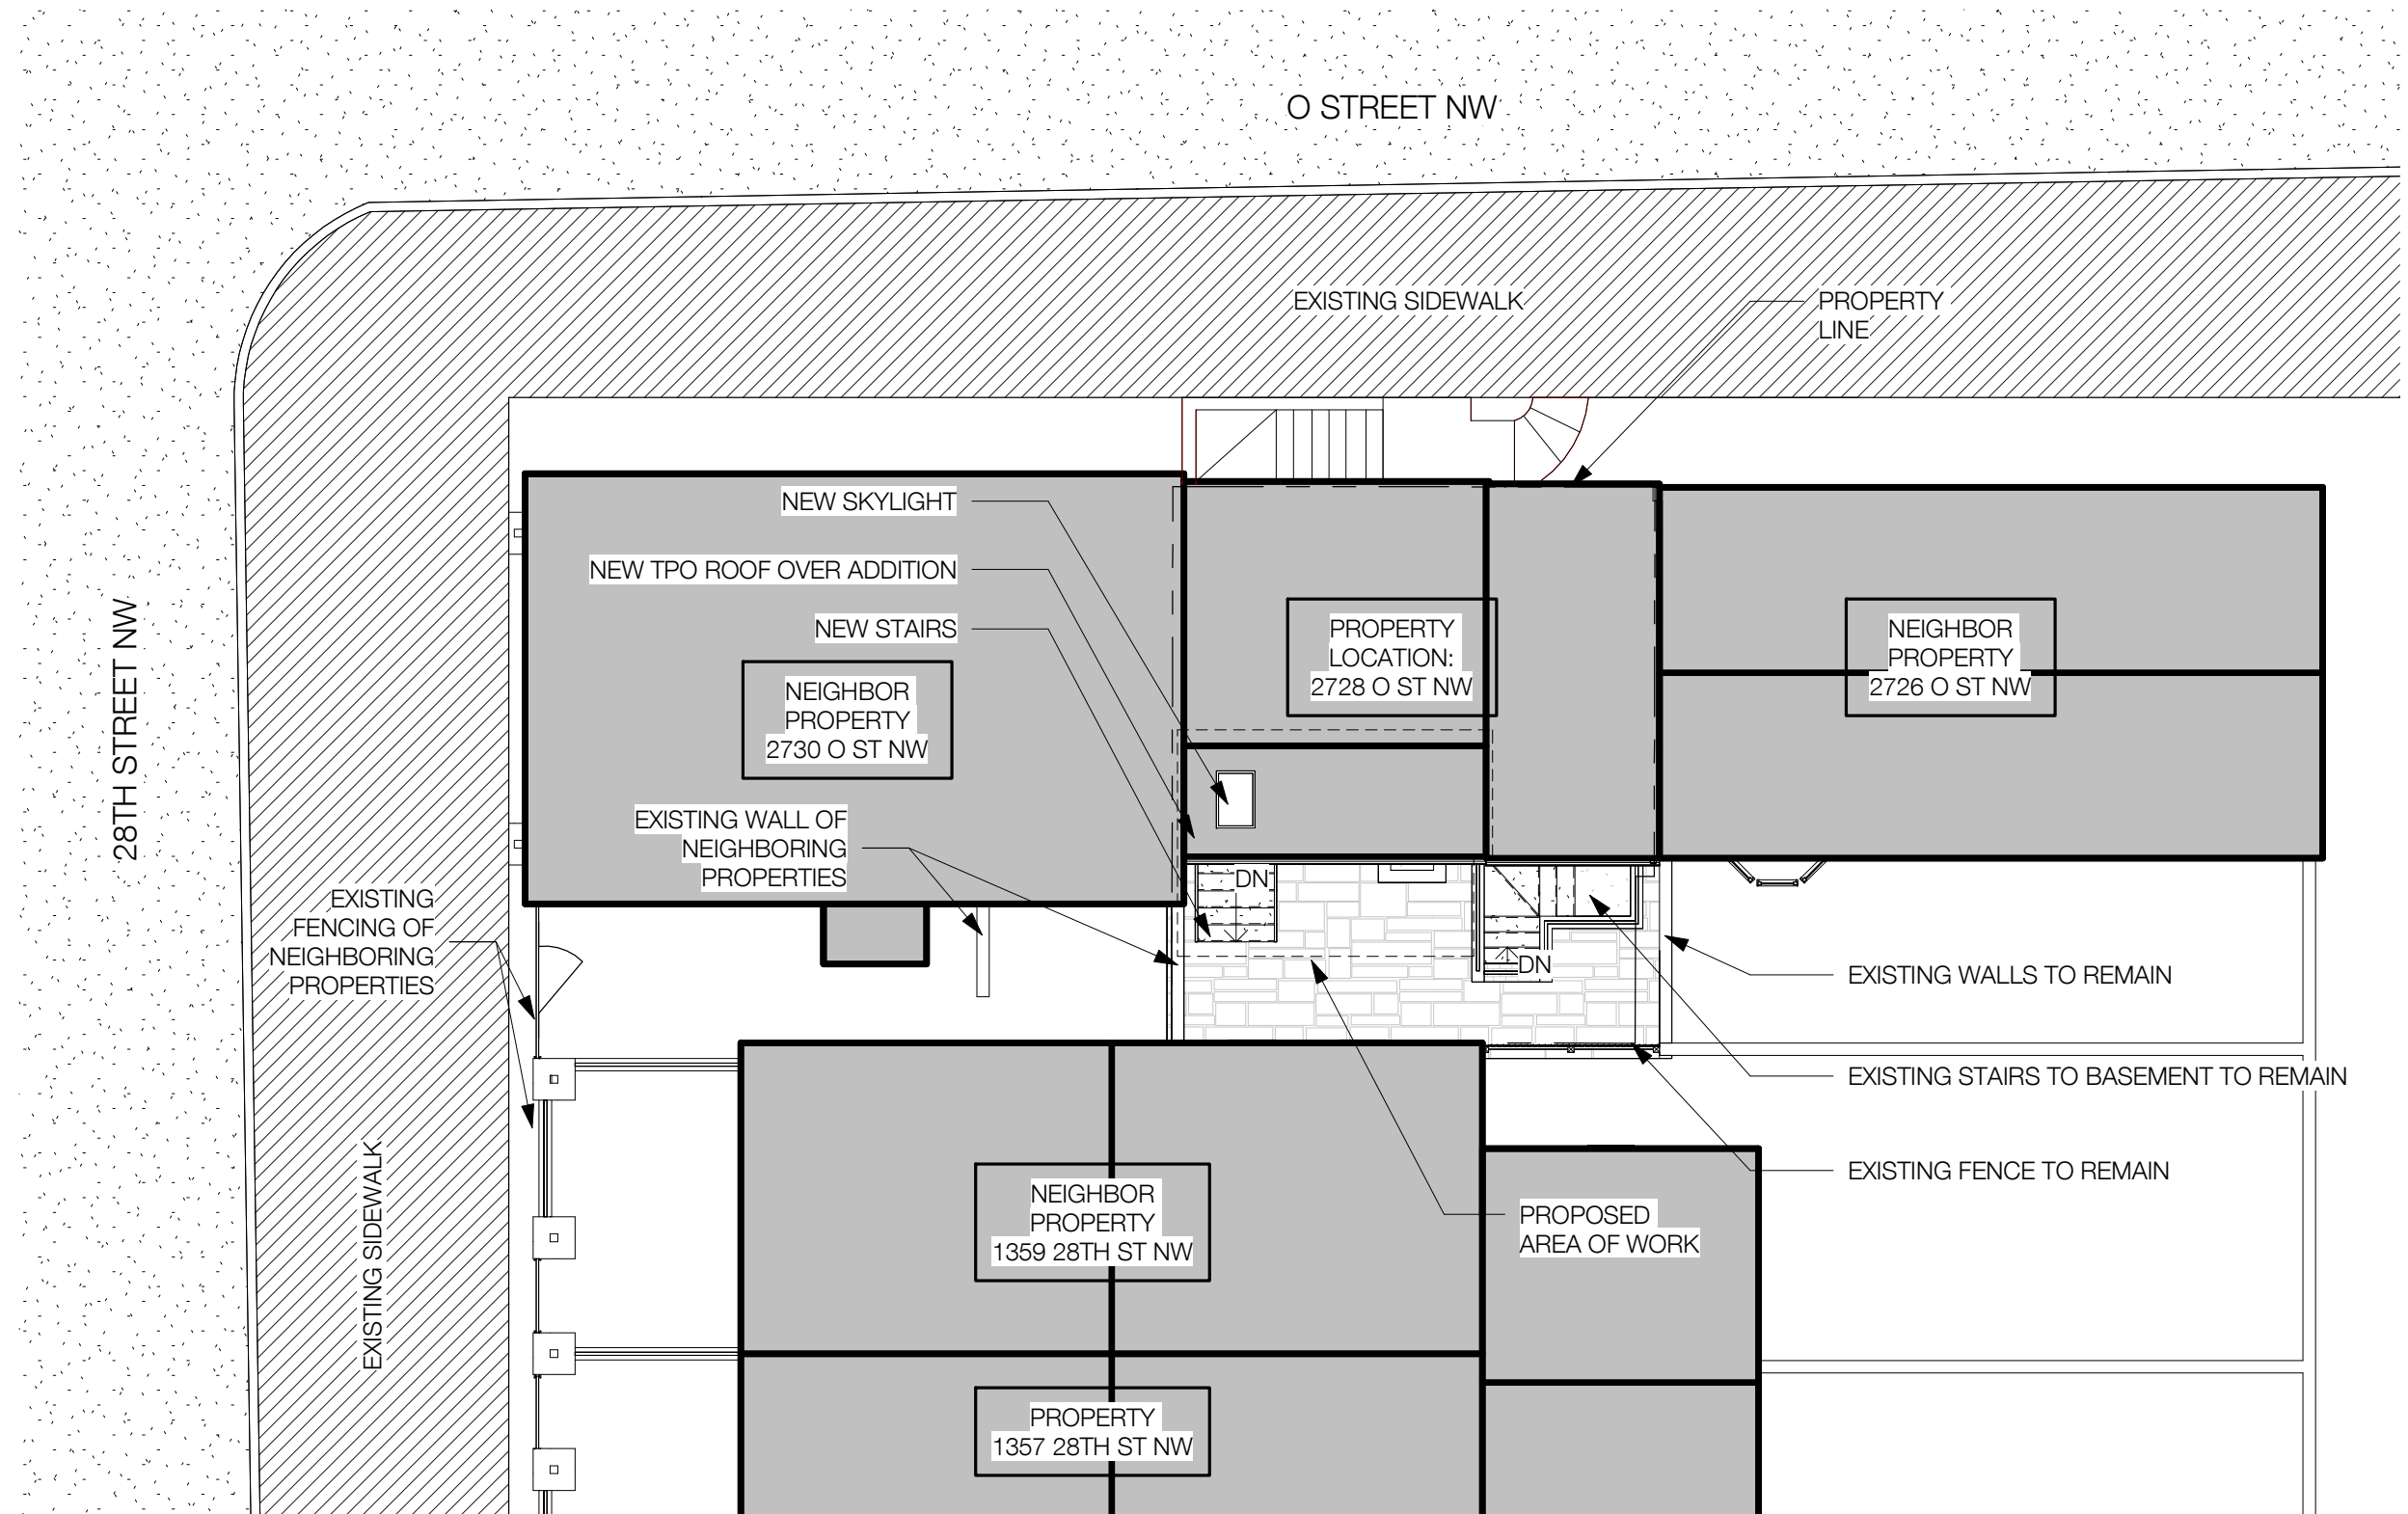 O STREET NW
EXISTING SIDEWALK
PROPERTY
LINE
NEW SKYLIGHT
NEW TPO ROOF OVER ADDITION
NEW STAIRS
PROPERTY
LOCATION:
2728 O ST NW
NEIGHBOR
PROPERTY
2726 O ST NW
NEIGHBOR
PROPERTY
2730 O ST NW
28TH STREET NW
EXISTING WALL OF
NEIGHBORING
PROPERTIES
EXISTING
FENCING OF
NEIGHBORING
PROPERTIES
DN
DN
EXISTING WALLS TO REMAIN
EXISTING STAIRS TO BASEMENT TO REMAIN
EXISTING FENCE TO REMAIN
PROPOSED
AREA OF WORK
NEIGHBOR
PROPERTY
1359 28TH ST NW
EXISTING SIDEWALK
PROPERTY
1357 28TH ST NW